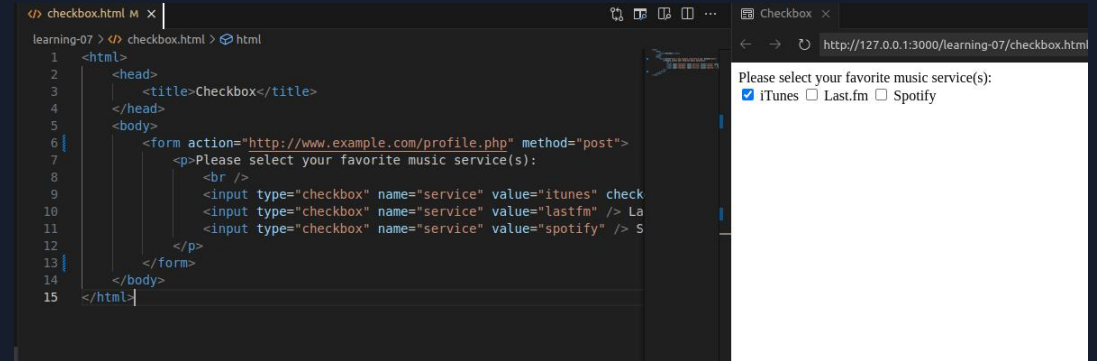 checkbox.html M
learning-07 > checkbox.html > html
1 <html>
2 <head>
3 <title>Checkbox</title>
4 </head>
5 <body>
6 <form action="http://www.example.com/profile.php" method="post">
7 <p>Please select your favorite music service(s):
8 <br />
9 <input type="checkbox" name="service" value="itunes" check
10 <input type="checkbox" name="service" value="lastfm" /> La
11 <input type="checkbox" name="service" value="spotify" /> S
12 </p>
13 </form>
14 </body>
15 </html>
Checkbox
http://127.0.0.1:3000/learning-07/checkbox.html
Please select your favorite music service(s):
iTunes Last.fm Spotify